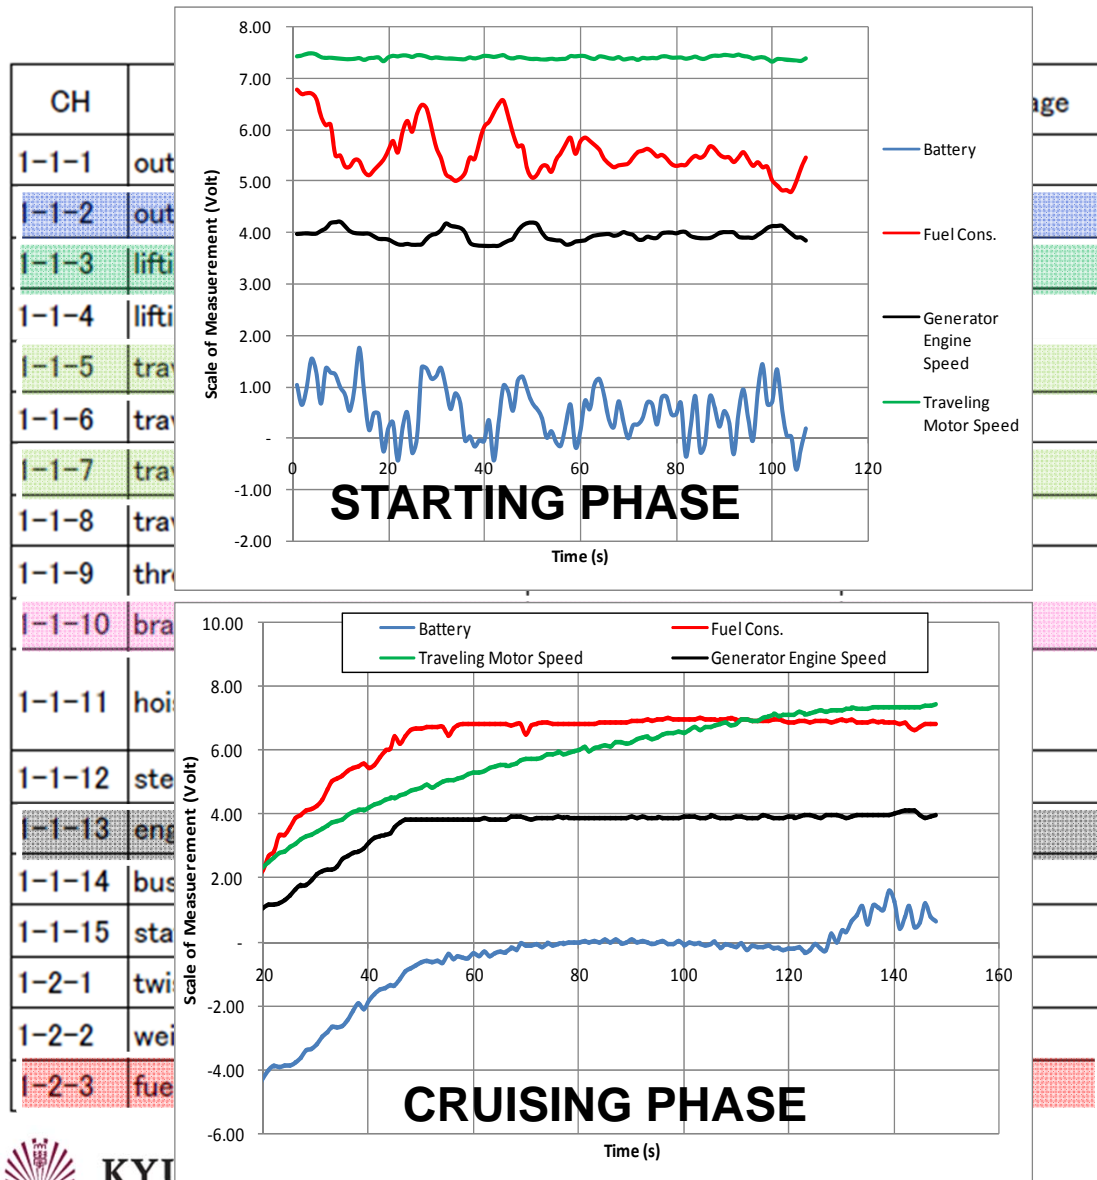 CH
age
1-1-1 out
1-1-2 out
1-1-3 lifti
1-1-4 lifti
1-1-5 trav
1-1-6 trav
1-1-7 trav
1-1-8 trav
1-1-9 thr
1-1-10 bra
1-1-11 hois
1-1-12 ste
1-1-13 eng
1-1-14 bus
1-1-15 sta
1-2-1 twi
1-2-2 wei
1-2-3 fue
8.00
7.00
6.00
5.00
4.00
3.00
2.00
1.00
-
-1.00
-2.00
Scale of Measuerement (Volt)
0 20 40 60 80 100 120
Time (s)
STARTING PHASE
Battery
Fuel Cons.
Generator
Engine
Speed
Traveling
Motor Speed
Battery Fuel Cons.
Traveling Motor Speed Generator Engine Speed
10.00
8.00
6.00
4.00
2.00
-
-2.00
-4.00
-6.00
Scale of Measuerement (Volt)
20 40 60 80 100 120 140 160
CRUISING PHASE
Time (s)